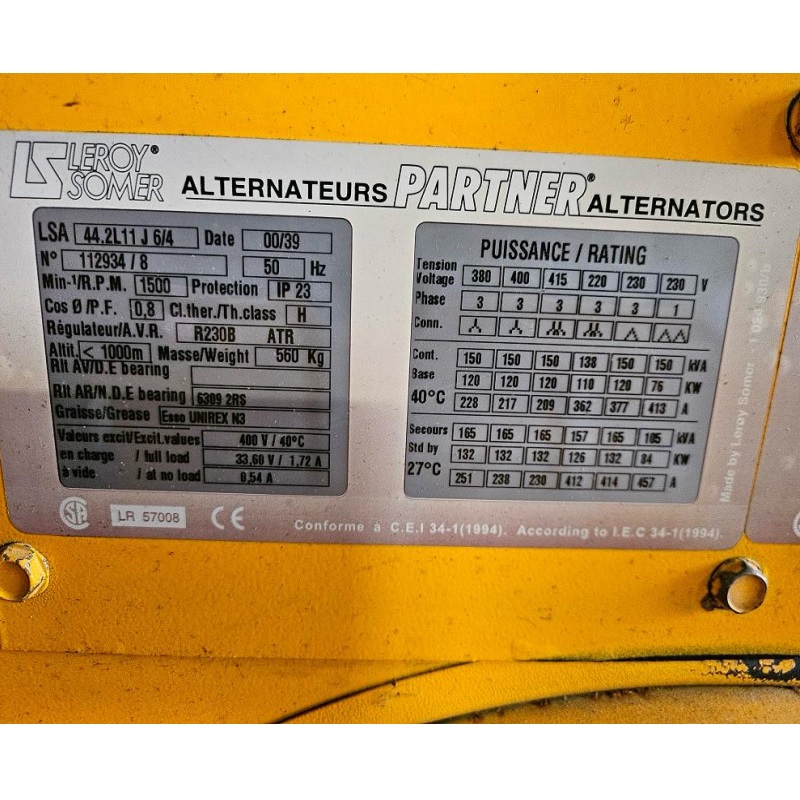 LEROY® SOMER ALTERNATEURS PARTNER® ALTERNATORS
LSA 44.2L11 J 6/4 Date 00/39
N° 112934 / 8 50 Hz
Min-¹/R.P.M. 1500 Protection IP 23
Cos Ø /P.F. 0,8 Cl.ther./Th.class H
Régulateur/A.V.R. R230B ATR
Altit. < 1000m Masse/Weight 560 Kg
Rlt AV/D.E bearing
Rlt AR/N.D.E bearing 6309 2RS
Graisse/Grease Esso UNIREX N3
Valeurs excit/Excit.values 400 V / 40°C
en charge / full load 33,60 V / 1,72 A
à vide / at no load 0,54 A
PUISSANCE / RATING
Tension
Voltage 380 400 415 220 230 230 V
Phase 3 3 3 3 3 1
Conn.
Cont. 150 150 150 138 150 150 kVA
Base 120 120 120 110 120 76 KW
40°C 228 217 209 362 377 413 A
Secours 165 165 165 157 165 105 kVA
Std by 132 132 132 126 132 84 KW
27°C 251 238 230 412 414 457 A
Made by Leroy Somer
LR 57008 CE
Conforme à C.E.I 34-1(1994). According to I.E.C 34-1(1994).